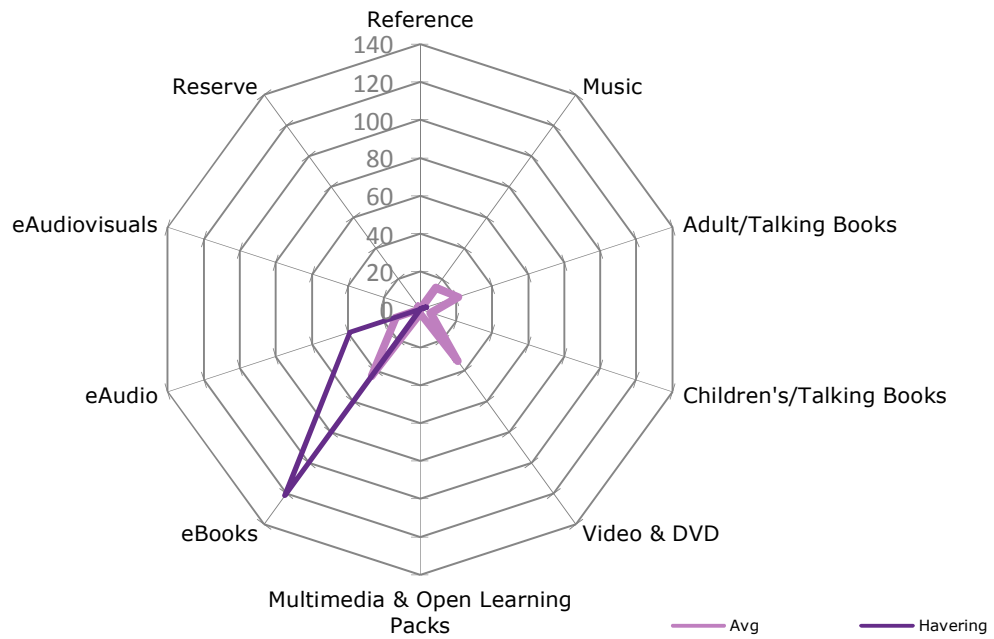 Reference
140
Reserve
Music
120
100
80
60
eAudiovisuals
Adult/Talking Books
40
20
0
eAudio
Children's/Talking Books
eBooks
Video & DVD
Multimedia & Open Learning
Packs
Avg
Havering